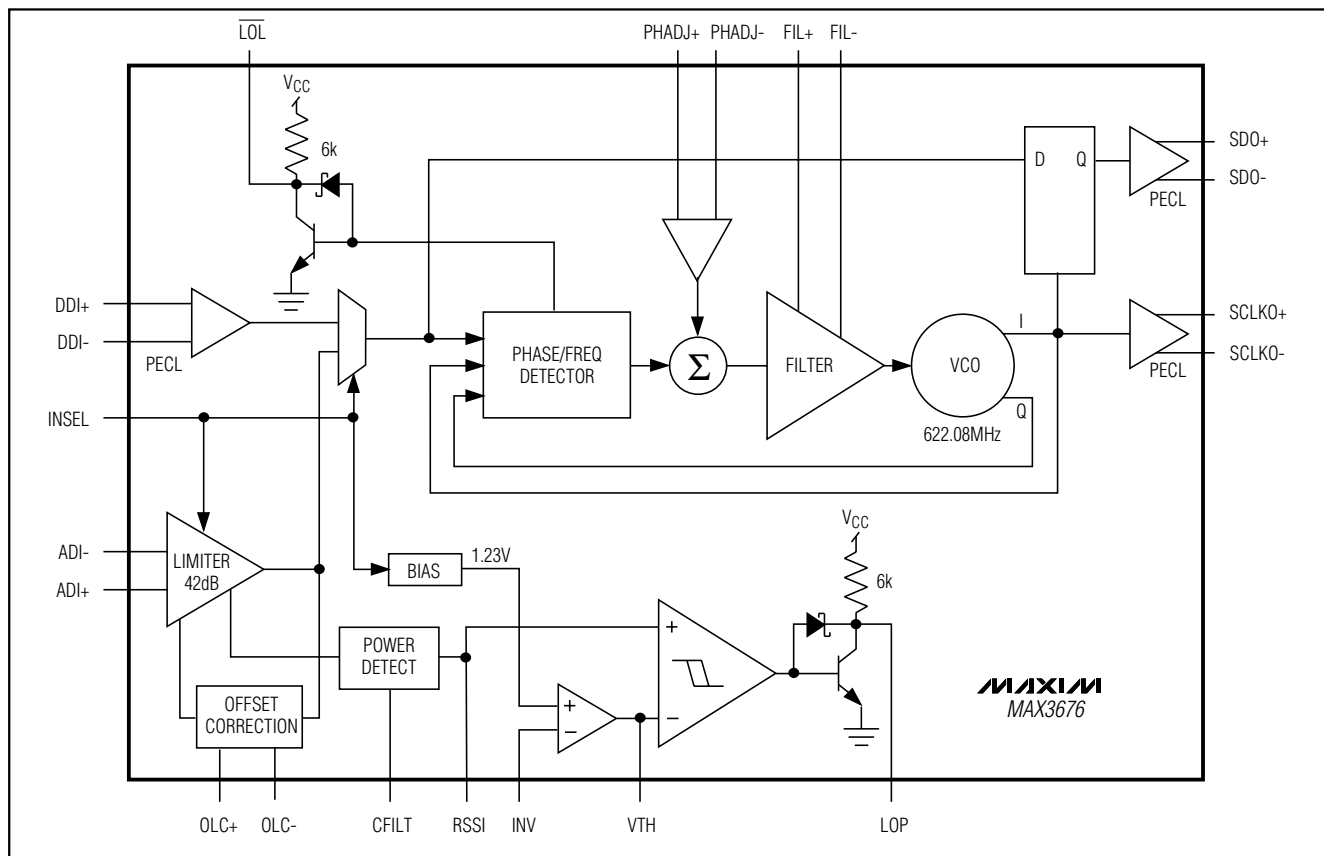 LOL
PHADJ+ PHADJ- FIL+ FIL-
VCC
6k
D Q
SDO+
SDO-
PECL
DDI+
DDI-
PECL
PHASE/FREQ
DETECTOR
Σ
FILTER
VCO
I
Q
622.08MHz
SCLKO+
SCLKO-
PECL
INSEL
ADI-
ADI+
LIMITER
42dB
BIAS
1.23V
VCC
6k
POWER
DETECT
+
-
OFFSET
CORRECTION
+
-
MAXIM
MAX3676
OLC+ OLC- CFILT RSSI INV VTH LOP